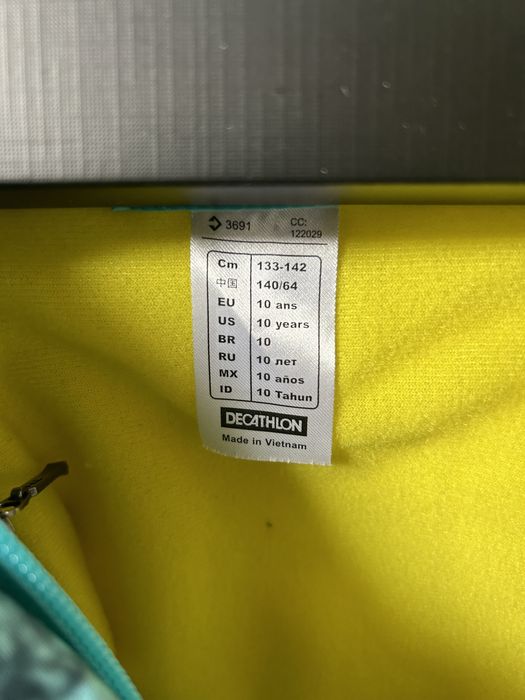 3691 CC: 122029
Cm 133-142
中国 140/64
EU 10 ans
US 10 years
BR 10
RU 10 лет
MX 10 años
ID 10 Tahun
DECATHLON
Made in Vietnam